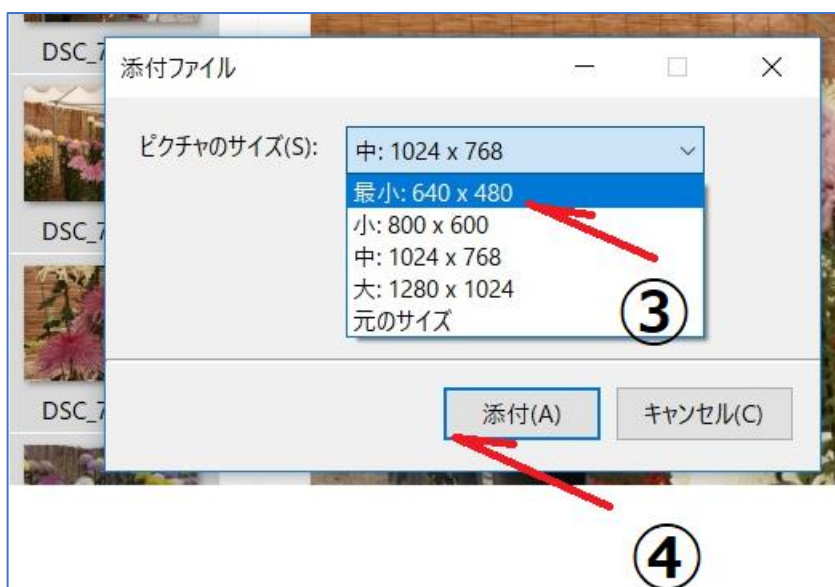 DSC_7
添付ファイル
ピクチャのサイズ(S):
中: 1024 x 768
最小: 640 x 480
小: 800 x 600
中: 1024 x 768
大: 1280 x 1024
元のサイズ
③
DSC_7
DSC_7
添付(A)
キャンセル(C)
④